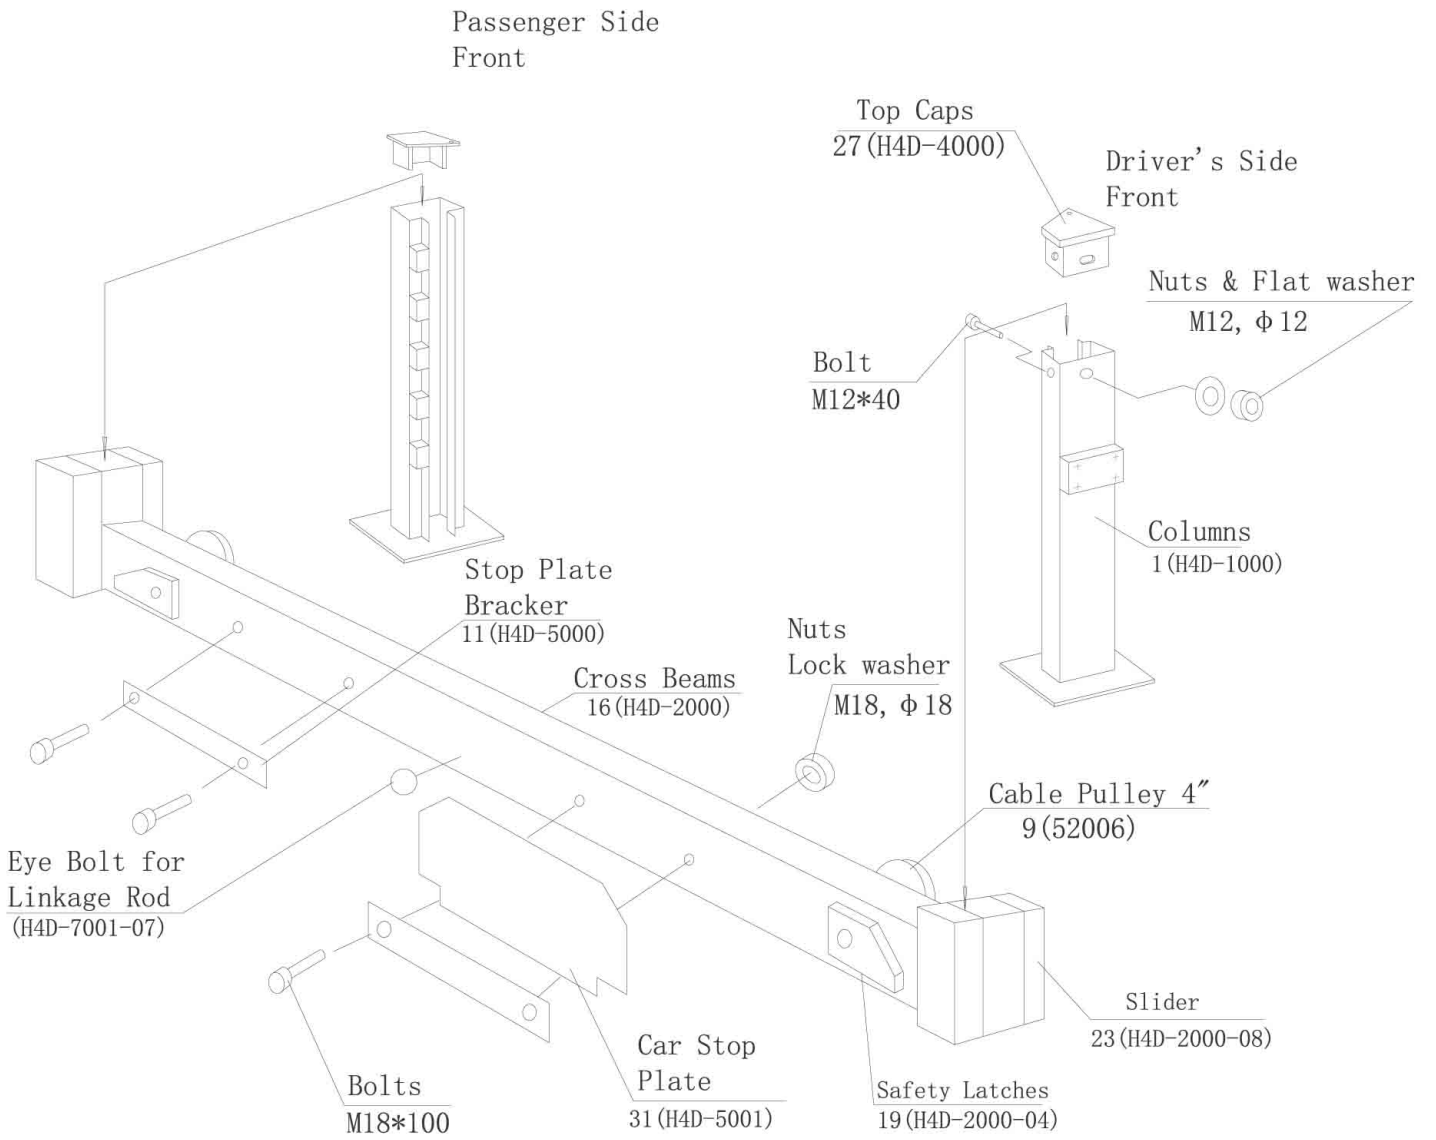 Passenger Side
Front
Top Caps
27(H4D-4000)
Driver's Side
Front
Nuts & Flat washer
M12, Φ12
Bolt
M12*40
Columns
1(H4D-1000)
Stop Plate
Bracker
11(H4D-5000)
Nuts
Lock washer
M18, Φ18
Cross Beams
16(H4D-2000)
Cable Pulley 4″
9(52006)
Eye Bolt for
Linkage Rod
(H4D-7001-07)
Slider
23(H4D-2000-08)
Car Stop
Plate
31(H4D-5001)
Bolts
M18*100
Safety Latches
19(H4D-2000-04)